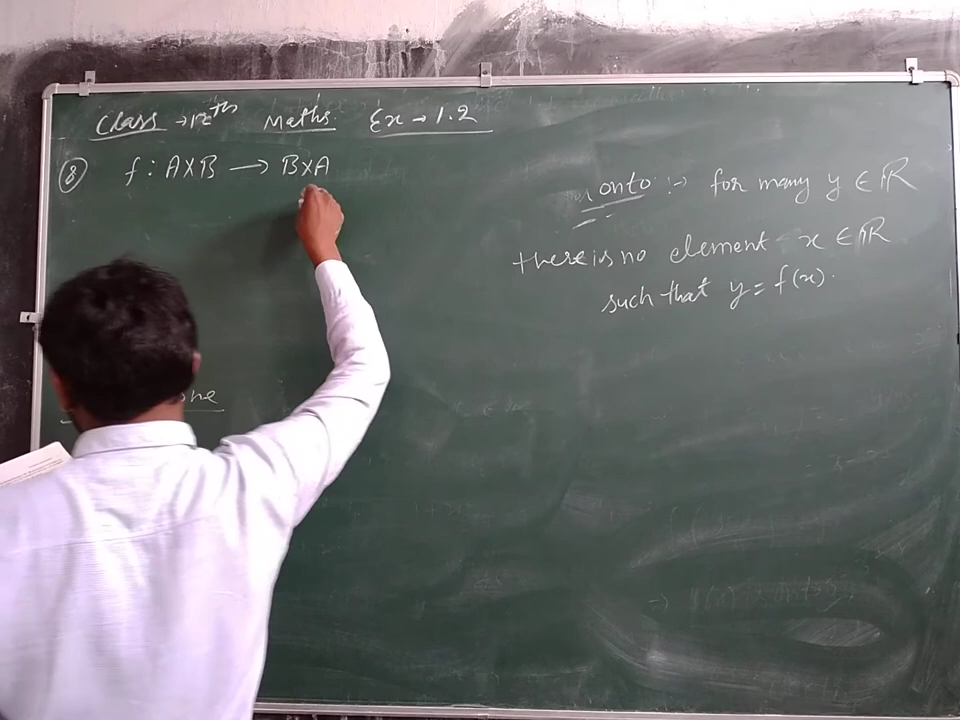 Class → 12th Maths Ex → 1.2
8 f : A X B → B X A
onto :→ for many y ∈ R
there is no element x ∈ R
such that y = f(x).